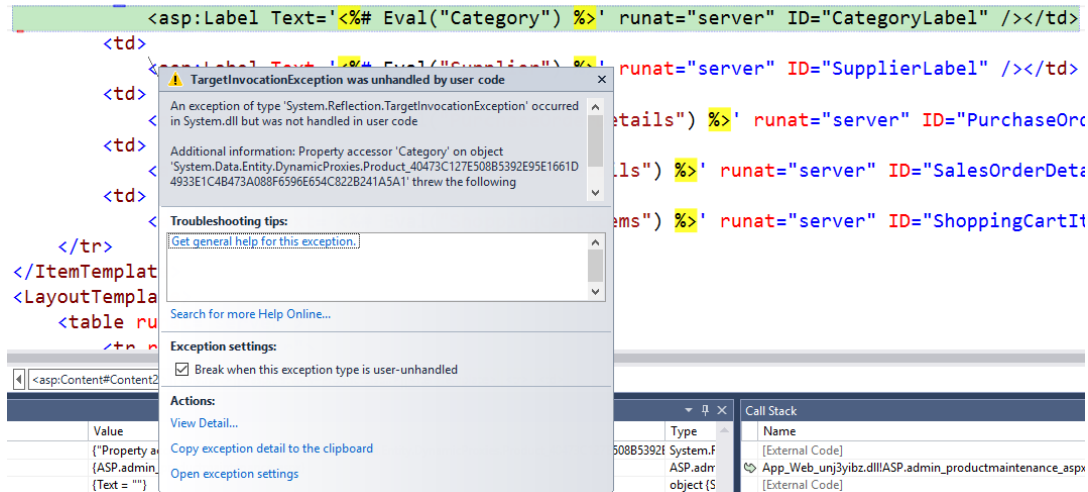 <asp:Label Text='<%# Eval("Category") %>' runat="server" ID="CategoryLabel" /></td>
<td>
<asp:Label Text='<%# Eval("Supplier") %>' runat="server" ID="SupplierLabel" /></td>
<td>
< etails") %>' runat="server" ID="PurchaseOrd
<td>
< ls") %>' runat="server" ID="SalesOrderDeta
<td>
< ems") %>' runat="server" ID="ShoppingCartIt
</tr>
</ItemTemplat
<LayoutTempla
<table ru
<tr r
TargetInvocationException was unhandled by user code
An exception of type 'System.Reflection.TargetInvocationException' occurred
in System.dll but was not handled in user code
Additional information: Property accessor 'Category' on object
'System.Data.Entity.DynamicProxies.Product_40473C127E508B5392E95E1661D
4933E1C4B473A088F6596E654C822B241A5A1' threw the following
Troubleshooting tips:
Get general help for this exception.
Search for more Help Online...
Exception settings:
Break when this exception type is user-unhandled
Actions:
View Detail...
Copy exception detail to the clipboard
Open exception settings
<asp:Content#Content2
Value Type
{"Property a 508B5392E System.F
{ASP.admin_ ASP.adm
{Text = ""} object {S
Call Stack
Name
[External Code]
App_Web_unj3yibz.dll!ASP.admin_productmaintenance_aspx
[External Code]